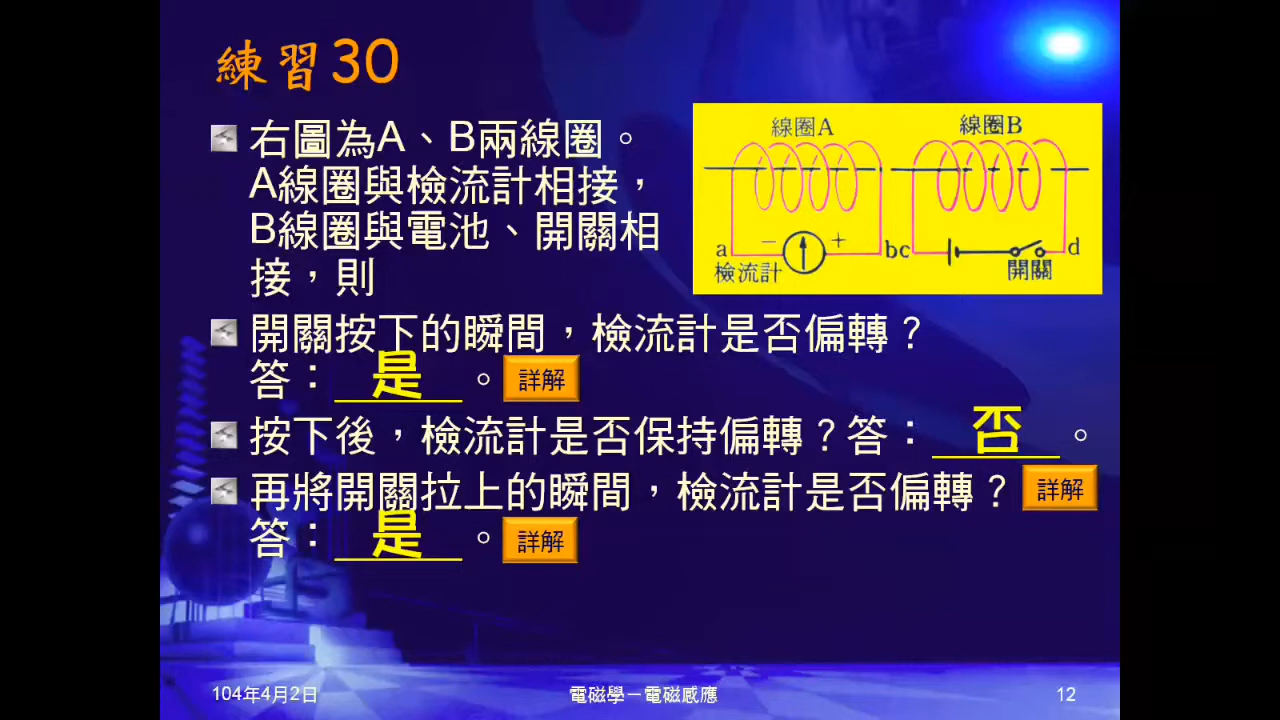 練習30
右圖為A、B兩線圈。
A線圈與檢流計相接，
B線圈與電池、開關相
接，則
線圈A
線圈B
a
−
+
bc
d
檢流計
開關
開關按下的瞬間，檢流計是否偏轉？
答：是。詳解
按下後，檢流計是否保持偏轉？答：否。
再將開關拉上的瞬間，檢流計是否偏轉？詳解
答：是。詳解
104年4月2日
電磁學－電磁感應
12